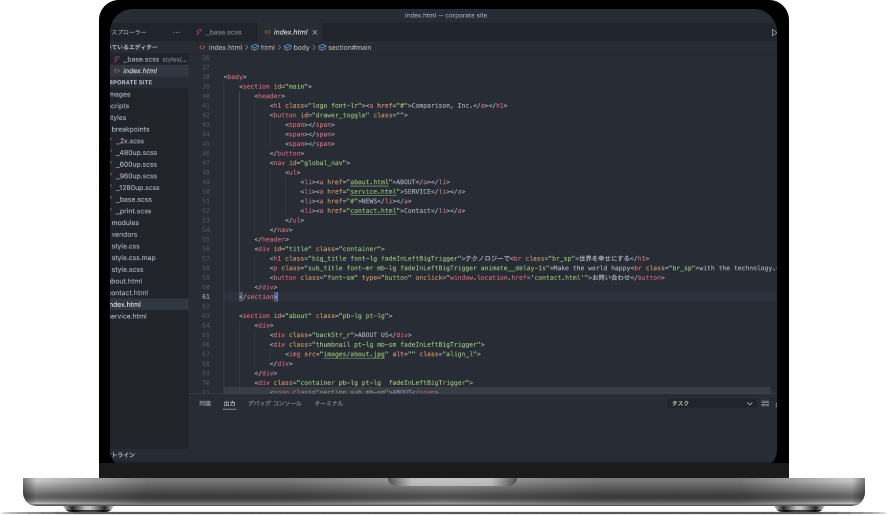 index.html — corporate site
スプローラー ···
ているエディター
_base.scss styles/...
index.html
RPORATE SITE
mages
cripts
tyles
breakpoints
_2x.scss
_480up.scss
_600up.scss
_960up.scss
_1280up.scss
_base.scss
_print.scss
modules
vendors
style.css
style.css.map
style.scss
bout.html
ontact.html
ndex.html
ervice.html
トライン
_base.scss
index.html ×
index.html > html > body > section#main
36
37
38 <body>
39 <section id="main">
40 <header>
41 <h1 class="logo font-lr"><a href="#">Comparison, Inc.</a></h1>
42 <button id="drawer_toggle" class="">
43 <span></span>
44 <span></span>
45 <span></span>
46 </button>
47 <nav id="global_nav">
48 <ul>
49 <li><a href="about.html">ABOUT</a></li>
50 <li><a href="service.html">SERVICE</li></a>
51 <li><a href="#">NEWS</li></a>
52 <li><a href="contact.html">Contact</li></a>
53 </ul>
54 </nav>
55 </header>
56 <div id="title" class="container">
57 <h1 class="big_title font-lg fadeInLeftBigTrigger">テクノロジーで<br class="br_sp">世界を幸せにする</h1>
58 <p class="sub_title font-mr mb-lg fadeInLeftBigTrigger animate__delay-1s">Make the world happy<br class="br_sp">with the technology.
59 <button class="font-sm" type="button" onclick="window.location.href='contact.html'">お問い合わせ</button>
60 </div>
61 </section>
62
63 <section id="about" class="pb-lg pt-lg">
64 <div>
65 <div class="backStr_r">ABOUT US</div>
66 <div class="thumbnail pt-lg mb-sm fadeInLeftBigTrigger">
67 <img src="images/about.jpg" alt="" class="align_l">
68 </div>
69 </div>
70 <div class="container pb-lg pt-lg  fadeInLeftBigTrigger">
71 <span class="section_sub mb-sm">ABOUT</span>
問題 出力 デバッグ コンソール ターミナル タスク